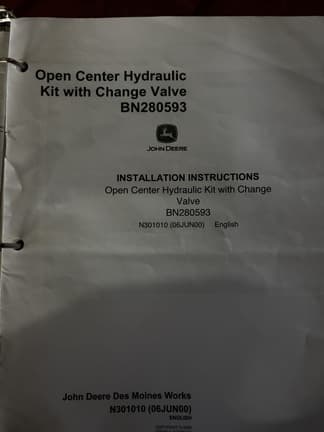 Open Center Hydraulic
Kit with Change Valve
BN280593
JOHN DEERE
INSTALLATION INSTRUCTIONS
Open Center Hydraulic Kit with Change
Valve
BN280593
N301010 (06JUN00) English
John Deere Des Moines Works
N301010 (06JUN00)
ENGLISH